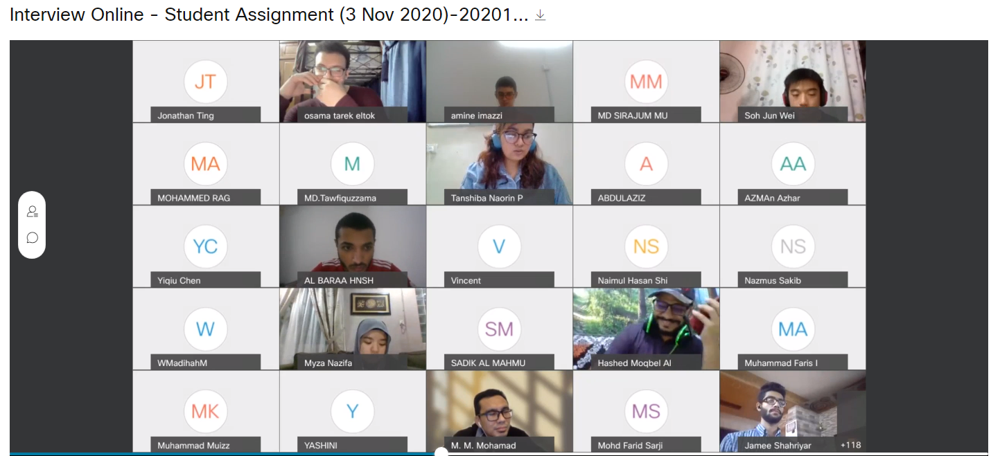 Interview Online - Student Assignment (3 Nov 2020)-20201...
JT
MM
Jonathan Ting
osama tarek eltok
amine imazzi
MD SIRAJUM MU
Soh Jun Wei
MA
M
A
AA
MOHAMMED RAG
MD.Tawfiquzzama
Tanshiba Naorin P
ABDULAZIZ
AZMAn Azhar
YC
V
NS
NS
Yiqiu Chen
AL BARAA HNSH
Vincent
Naimul Hasan Shi
Nazmus Sakib
W
SM
MA
WMadihahM
Myza Nazifa
SADIK AL MAHMU
Hashed Moqbel Al
Muhammad Faris I
MK
Y
MS
Muhammad Muizz
YASHINI
M. M. Mohamad
Mohd Farid Sarji
Jamee Shahriyar
+118